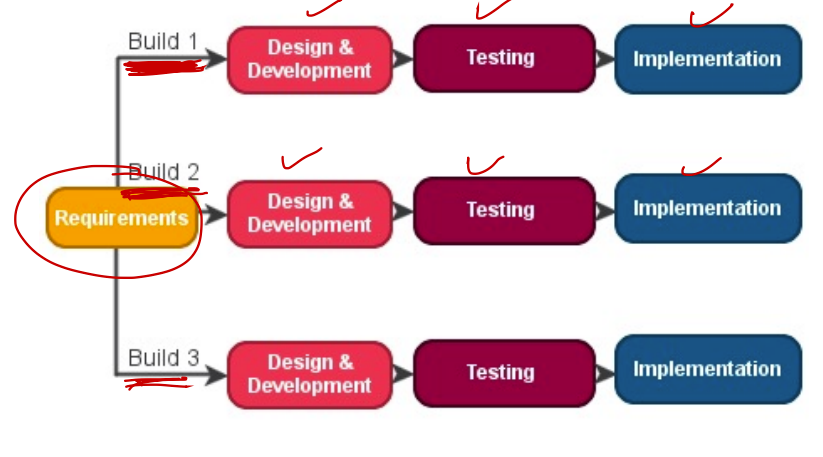 Build 1
Design &
Development
Testing
Implementation
Build 2
Requirements
Design &
Development
Testing
Implementation
Build 3
Design &
Development
Testing
Implementation